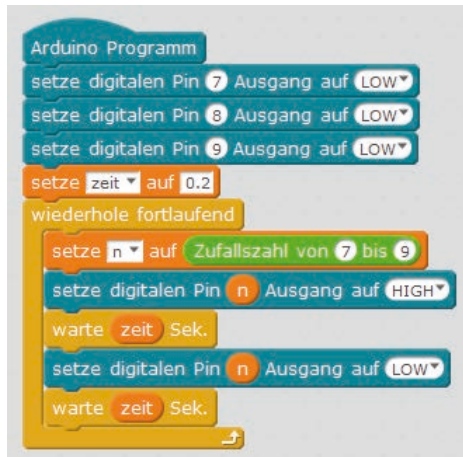 Arduino Programm
setze digitalen Pin 7 Ausgang auf LOW
setze digitalen Pin 8 Ausgang auf LOW
setze digitalen Pin 9 Ausgang auf LOW
setze zeit auf 0.2
wiederhole fortlaufend
setze n auf Zufallszahl von 7 bis 9
setze digitalen Pin n Ausgang auf HIGH
warte zeit Sek.
setze digitalen Pin n Ausgang auf LOW
warte zeit Sek.